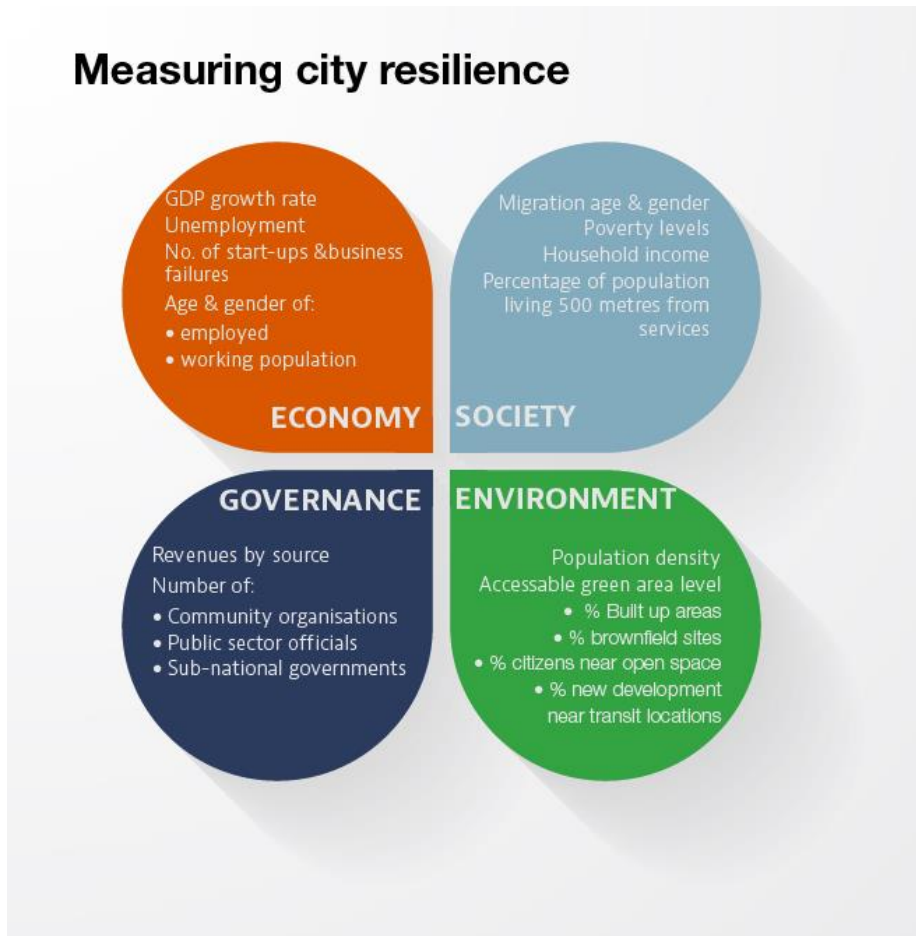 Measuring city resilience
GDP growth rate
Unemployment
No. of start-ups &business
failures
Age & gender of:
• employed
• working population
ECONOMY
Migration age & gender
Poverty levels
Household income
Percentage of population
living 500 metres from
services
SOCIETY
GOVERNANCE
Revenues by source
Number of:
• Community organisations
• Public sector officials
• Sub-national governments
ENVIRONMENT
Population density
Accessable green area level
• % Built up areas
• % brownfield sites
• % citizens near open space
• % new development
near transit locations